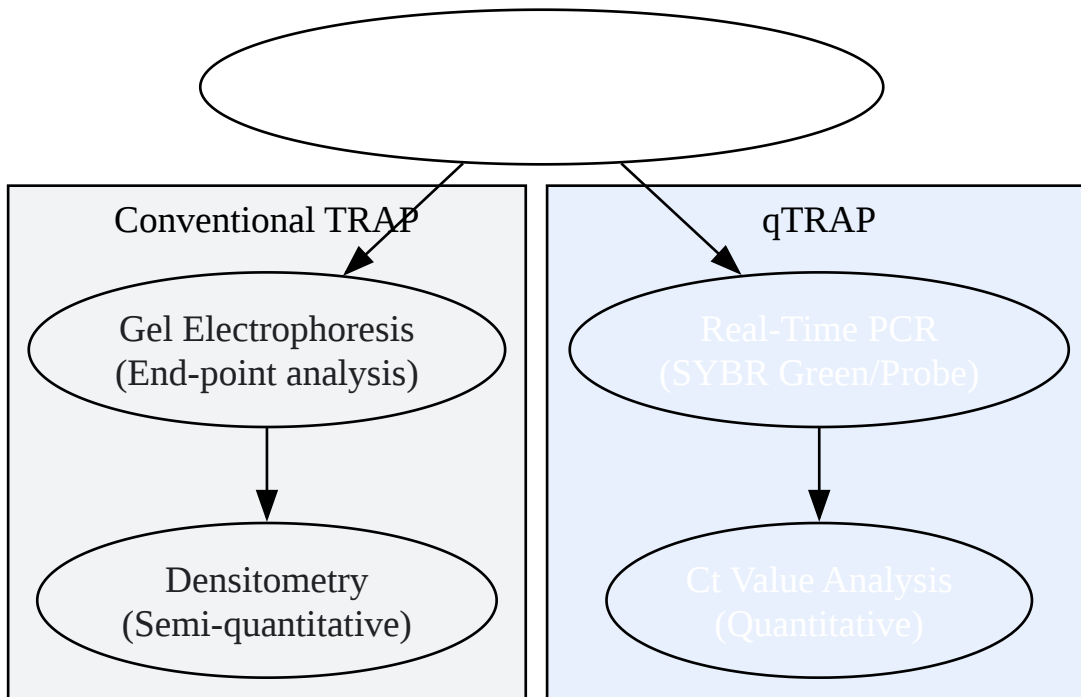 Conventional TRAP
qTRAP
Gel Electrophoresis
(End-point analysis)
Real-Time PCR
(SYBR Green/Probe)
Densitometry
(Semi-quantitative)
Ct Value Analysis
(Quantitative)